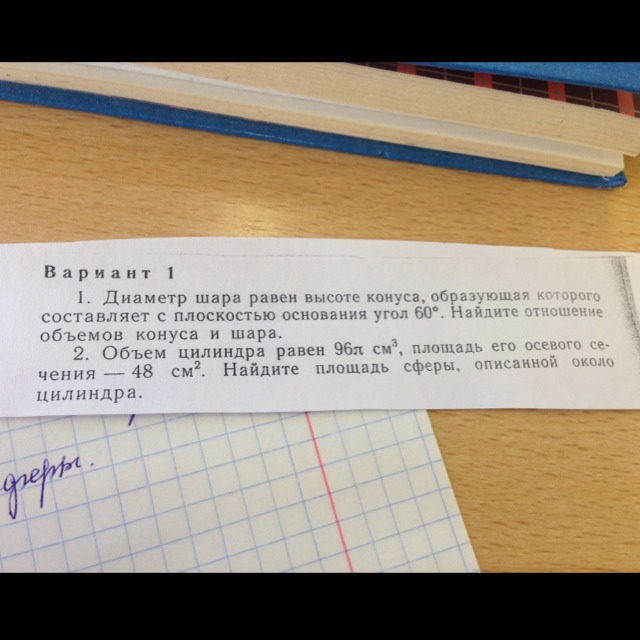 Вариант 1
1. Диаметр шара равен высоте конуса, образующая которого
составляет с плоскостью основания угол 60°. Найдите отношение
объемов конуса и шара.
2. Объем цилиндра равен 96π см³, площадь его осевого се-
чения — 48 см². Найдите площадь сферы, описанной около
цилиндра.